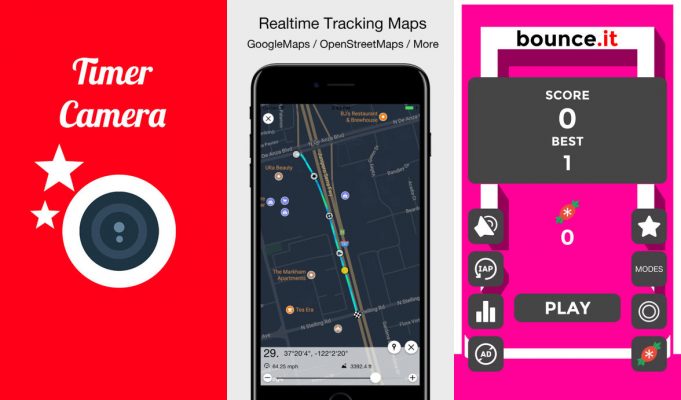 Timer
Camera
Realtime Tracking Maps
GoogleMaps / OpenStreetMaps / More
BJ's Restaurant
& Brewhouse
N De Anza Blvd
N De Anza Blvd
Ulta Beauty
Bandley Dr
The Markham
Apartments
Tea Era
N Stelling Rd
N Stelling Rd
29. 37°20'4", -122°2'20"
64.25 mph
3392.4 ft
bounce.it
SCORE
0
BEST
1
0
IAP
MODES
PLAY
AD